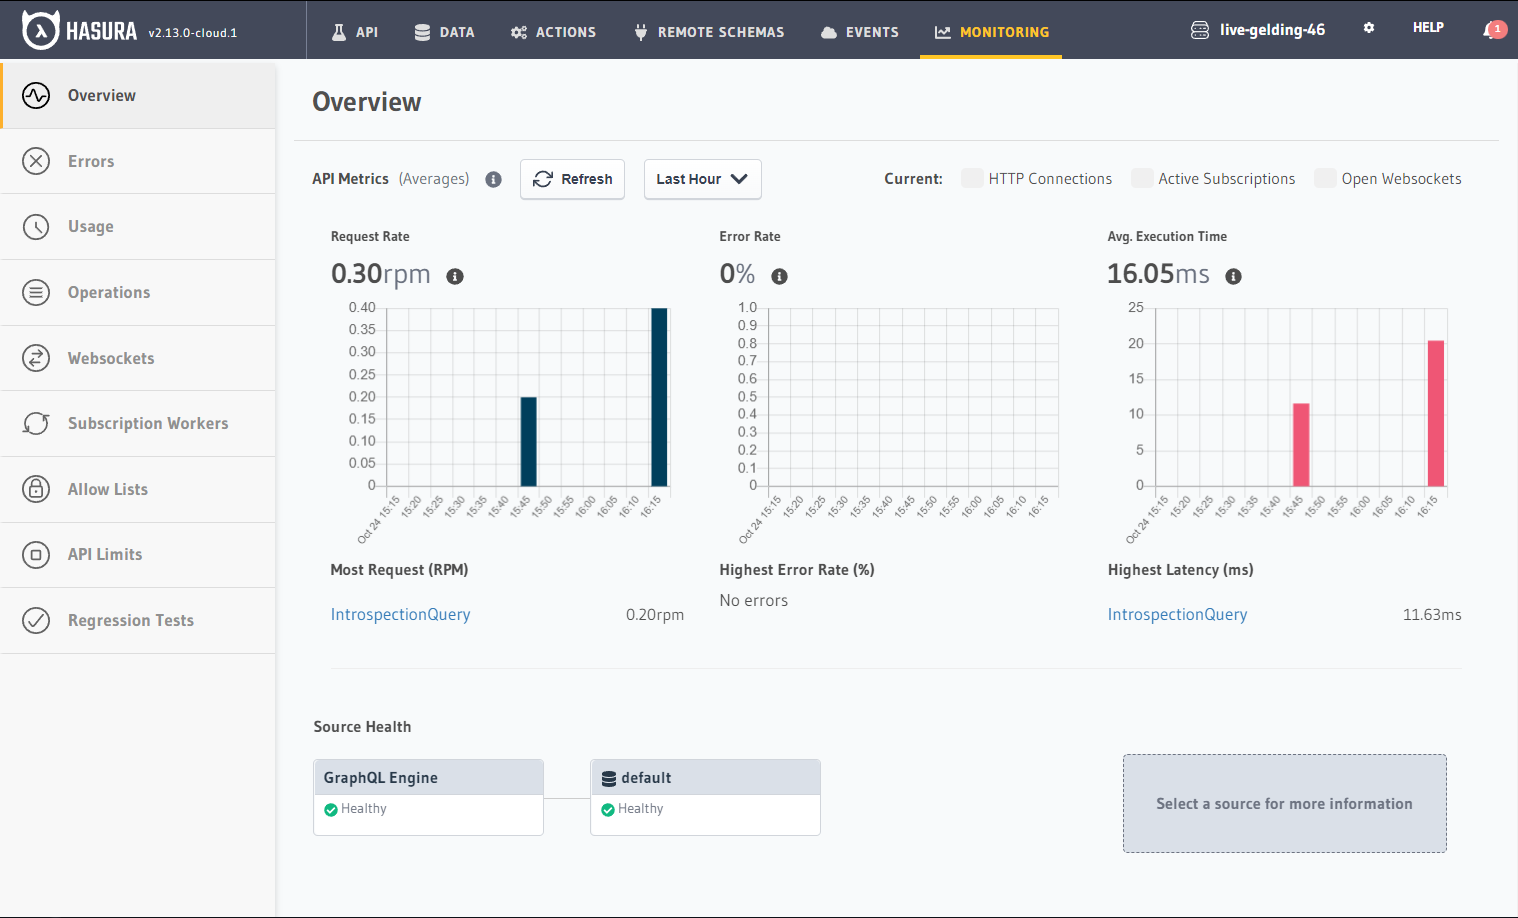 HASURA v2.13.0-cloud.1 API DATA ACTIONS REMOTE SCHEMAS EVENTS MONITORING live-gelding-46 HELP 1
Overview
Errors
Usage
Operations
Websockets
Subscription Workers
Allow Lists
API Limits
Regression Tests
Overview
API Metrics (Averages) Refresh Last Hour Current: HTTP Connections Active Subscriptions Open Websockets
Request Rate
0.30rpm
0.40
0.35
0.30
0.25
0.20
0.15
0.10
0.05
0
Oct 24 15:15 15:20 15:25 15:30 15:35 15:40 15:45 15:50 15:55 16:00 16:05 16:10 16:15
Most Request (RPM)
IntrospectionQuery 0.20rpm
Error Rate
0%
1.0
0.9
0.8
0.7
0.6
0.5
0.4
0.3
0.2
0.1
0
Oct 24 15:15 15:20 15:25 15:30 15:35 15:40 15:45 15:50 15:55 16:00 16:05 16:10 16:15
Highest Error Rate (%)
No errors
Avg. Execution Time
16.05ms
25
20
15
10
5
0
Oct 24 15:15 15:20 15:25 15:30 15:35 15:40 15:45 15:50 15:55 16:00 16:05 16:10 16:15
Highest Latency (ms)
IntrospectionQuery 11.63ms
Source Health
GraphQL Engine
Healthy
default
Healthy
Select a source for more information